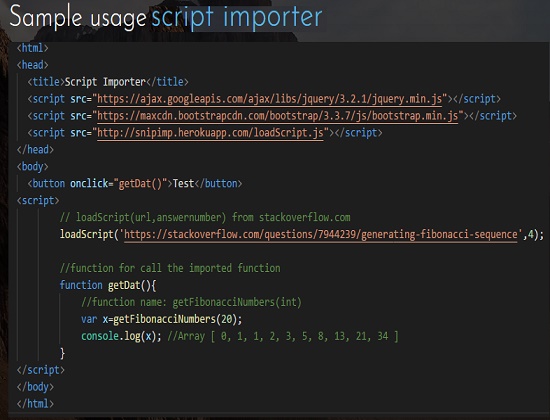 Sample usage script importer
<html>
<head>
<title>Script Importer</title>
<script src="https://ajax.googleapis.com/ajax/libs/jquery/3.2.1/jquery.min.js"></script>
<script src="https://maxcdn.bootstrapcdn.com/bootstrap/3.3.7/js/bootstrap.min.js"></script>
<script src="http://snipimp.herokuapp.com/loadScript.js"></script>
</head>
<body>
<button onclick="getDat()">Test</button>
<script>
// loadScript(url,answernumber) from stackoverflow.com
loadScript('https://stackoverflow.com/questions/7944239/generating-fibonacci-sequence',4);
//function for call the imported function
function getDat(){
//function name: getFibonacciNumbers(int)
var x=getFibonacciNumbers(20);
console.log(x); //Array [ 0, 1, 1, 2, 3, 5, 8, 13, 21, 34 ]
}
</script>
</body>
</html>